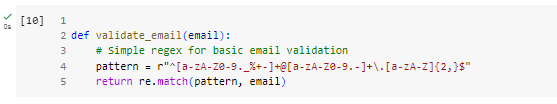 [10] 1
0s 2 def validate_email(email):
3 # Simple regex for basic email validation
4 pattern = r"^[a-zA-Z0-9._%+-]+@[a-zA-Z0-9.-]+\.[a-zA-Z]{2,}$"
5 return re.match(pattern, email)